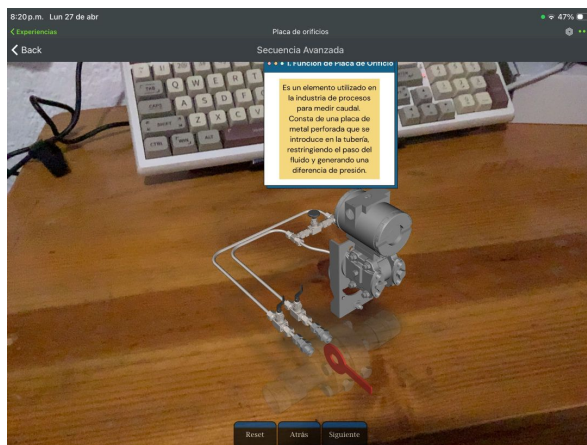 8:20 p.m. Lun 27 de abr
47%
Experiencias
Placa de orificios
Back
Secuencia Avanzada
1. Función de Placa de Orificio
Es un elemento utilizado en
la industria de procesos
para medir caudal.
Consta de una placa de
metal perforada que se
introduce en la tubería,
restringiendo el paso del
fluido y generando una
diferencia de presión.
Q W E R T
A S D F G
Z X C V
CTRL
Reset Atrás Siguiente